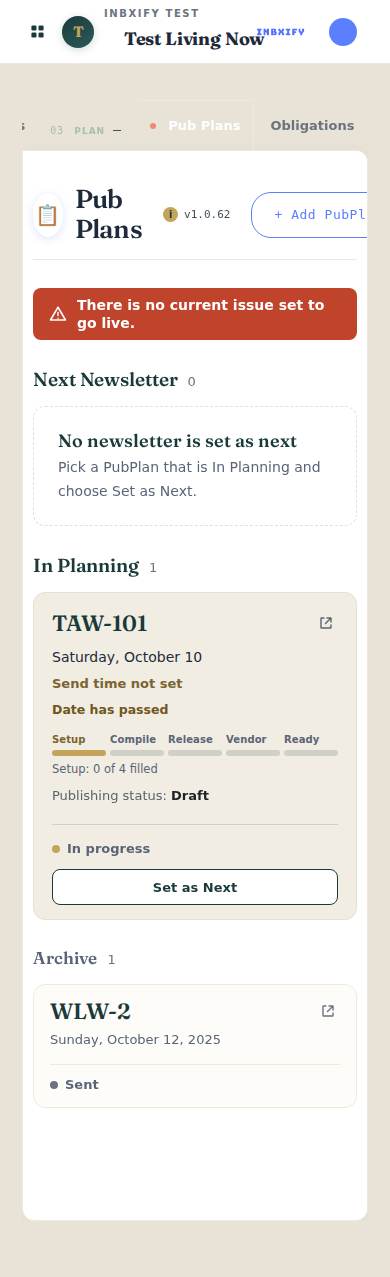 INBXIFY TEST
T
Test Living Now
INBXIFY
03 PLAN —
Pub Plans
Obligations
Pub Plans
i v1.0.62
+ Add PubPl
There is no current issue set to go live.
Next Newsletter 0
No newsletter is set as next
Pick a PubPlan that is In Planning and
choose Set as Next.
In Planning 1
TAW-101
Saturday, October 10
Send time not set
Date has passed
Setup Compile Release Vendor Ready
Setup: 0 of 4 filled
Publishing status: Draft
In progress
Set as Next
Archive 1
WLW-2
Sunday, October 12, 2025
Sent